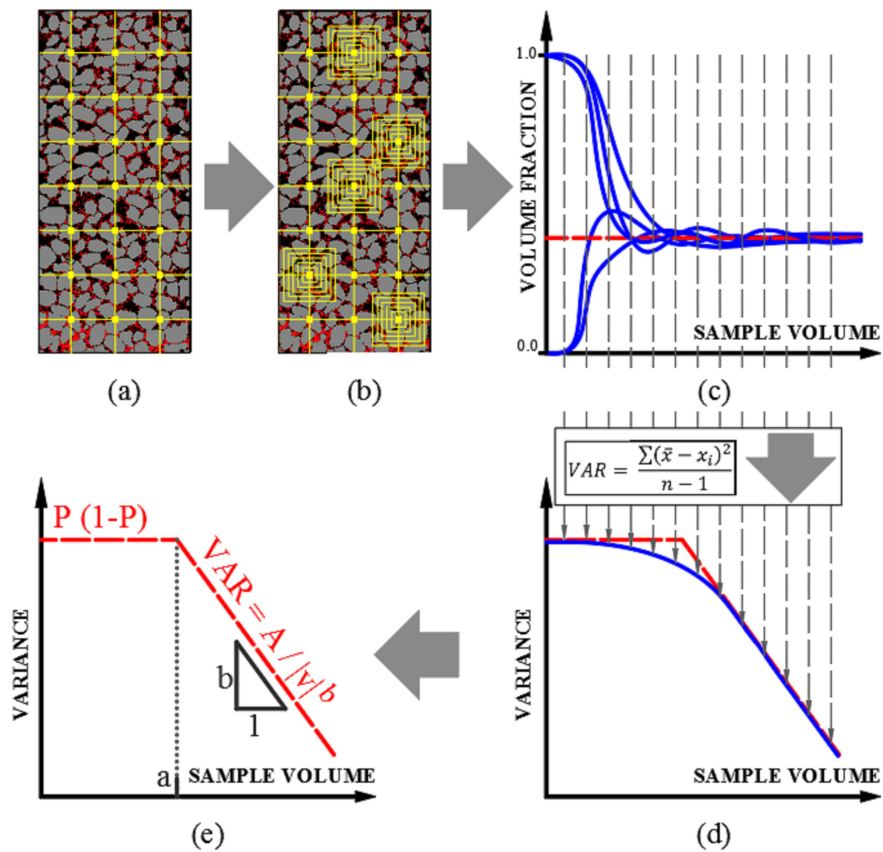 1.0
VOLUME FRACTION
0.0
SAMPLE VOLUME
(a)
(b)
(c)
VAR = ∑(x̄ − xᵢ)² / n − 1
P (1-P)
VAR = A / |v|^b
VARIANCE
b
1
a
SAMPLE VOLUME
(e)
VARIANCE
SAMPLE VOLUME
(d)